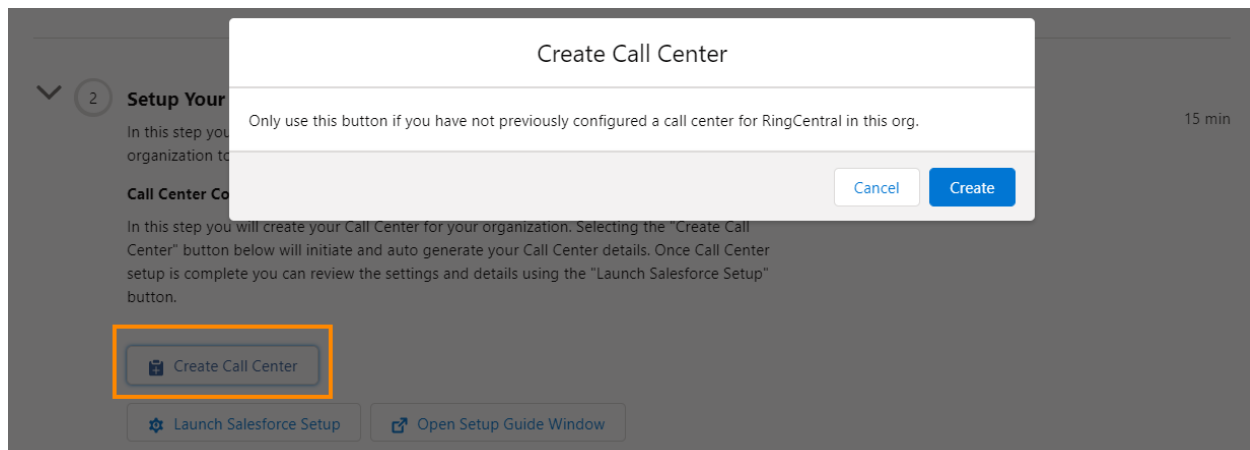 Create Call Center
Only use this button if you have not previously configured a call center for RingCentral in this org.
Cancel
Create
2
Setup Your
15 min
In this step you
organization to
Call Center Co
In this step you will create your Call Center for your organization. Selecting the "Create Call
Center" button below will initiate and auto generate your Call Center details. Once Call Center
setup is complete you can review the settings and details using the "Launch Salesforce Setup"
button.
Create Call Center
Launch Salesforce Setup
Open Setup Guide Window